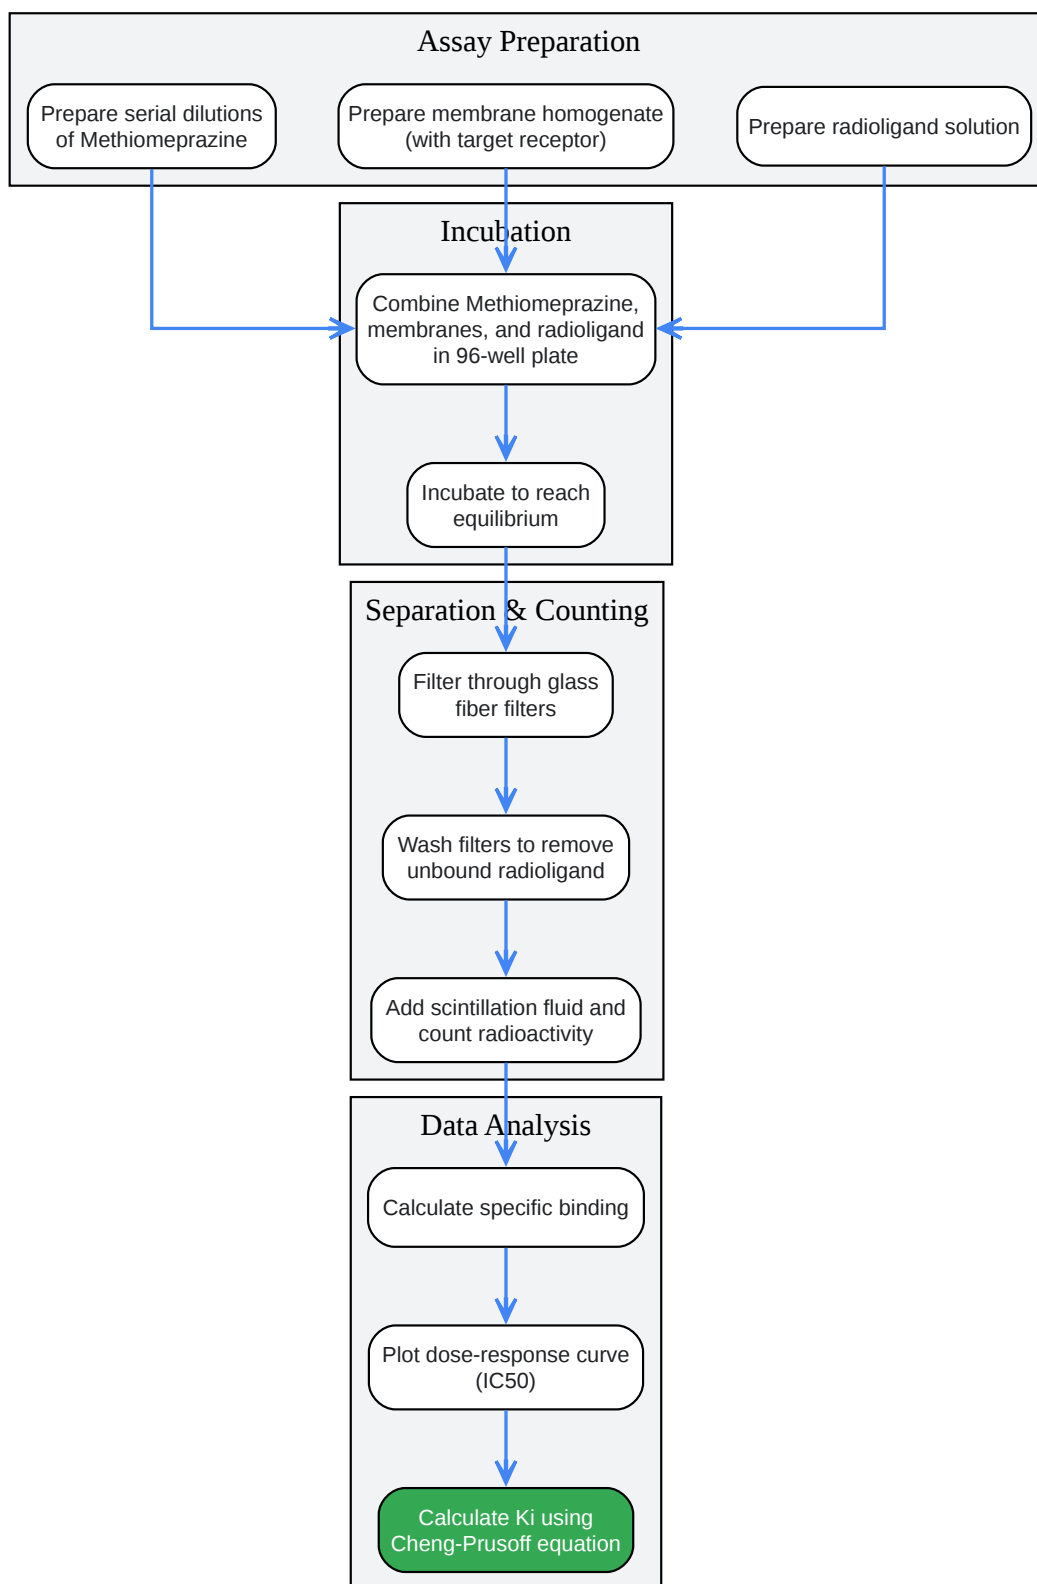 Assay Preparation
Prepare serial dilutions
of Methiomeprazine
Prepare membrane homogenate
(with target receptor)
Prepare radioligand solution
Incubation
Combine Methiomeprazine,
membranes, and radioligand
in 96-well plate
Incubate to reach
equilibrium
Separation & Counting
Filter through glass
fiber filters
Wash filters to remove
unbound radioligand
Add scintillation fluid and
count radioactivity
Data Analysis
Calculate specific binding
Plot dose-response curve
(IC50)
Calculate Ki using
Cheng-Prusoff equation